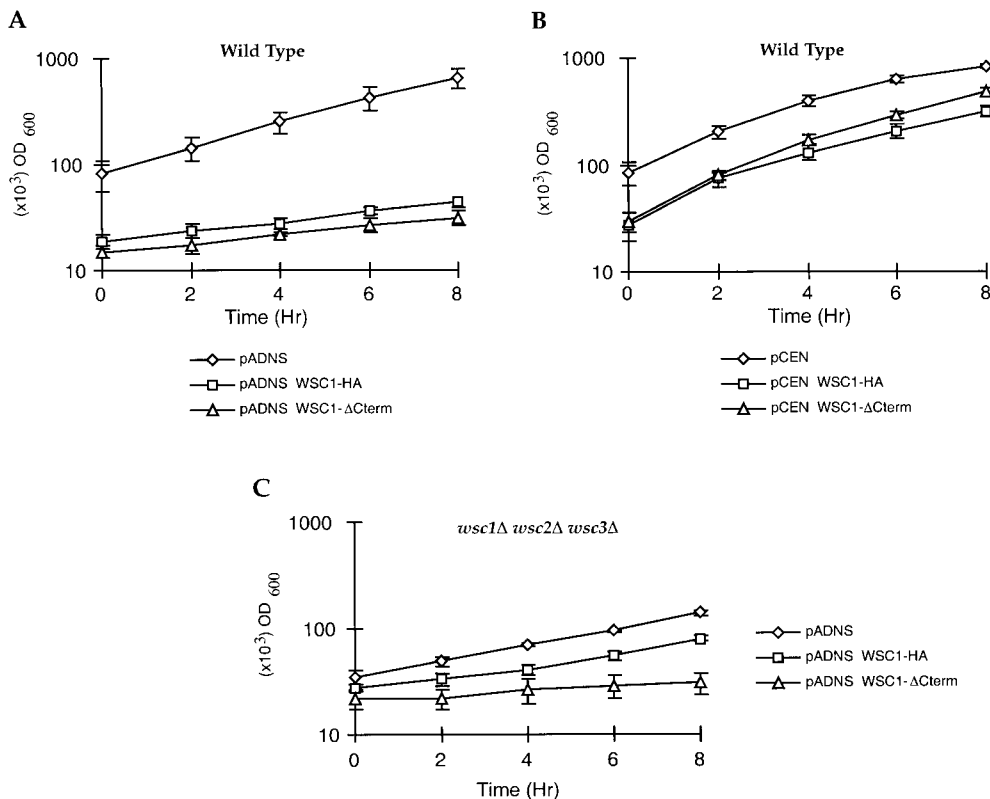 A
Wild Type
(x10³) OD 600
1000
100
10
0 2 4 6 8
Time (Hr)
pADNS
pADNS WSC1-HA
pADNS WSC1-ΔCterm
B
Wild Type
(x10³) OD 600
1000
100
10
0 2 4 6 8
Time (Hr)
pCEN
pCEN WSC1-HA
pCEN WSC1-ΔCterm
C
wsc1Δ wsc2Δ wsc3Δ
(x10³) OD 600
1000
100
10
0 2 4 6 8
Time (Hr)
pADNS
pADNS WSC1-HA
pADNS WSC1-ΔCterm